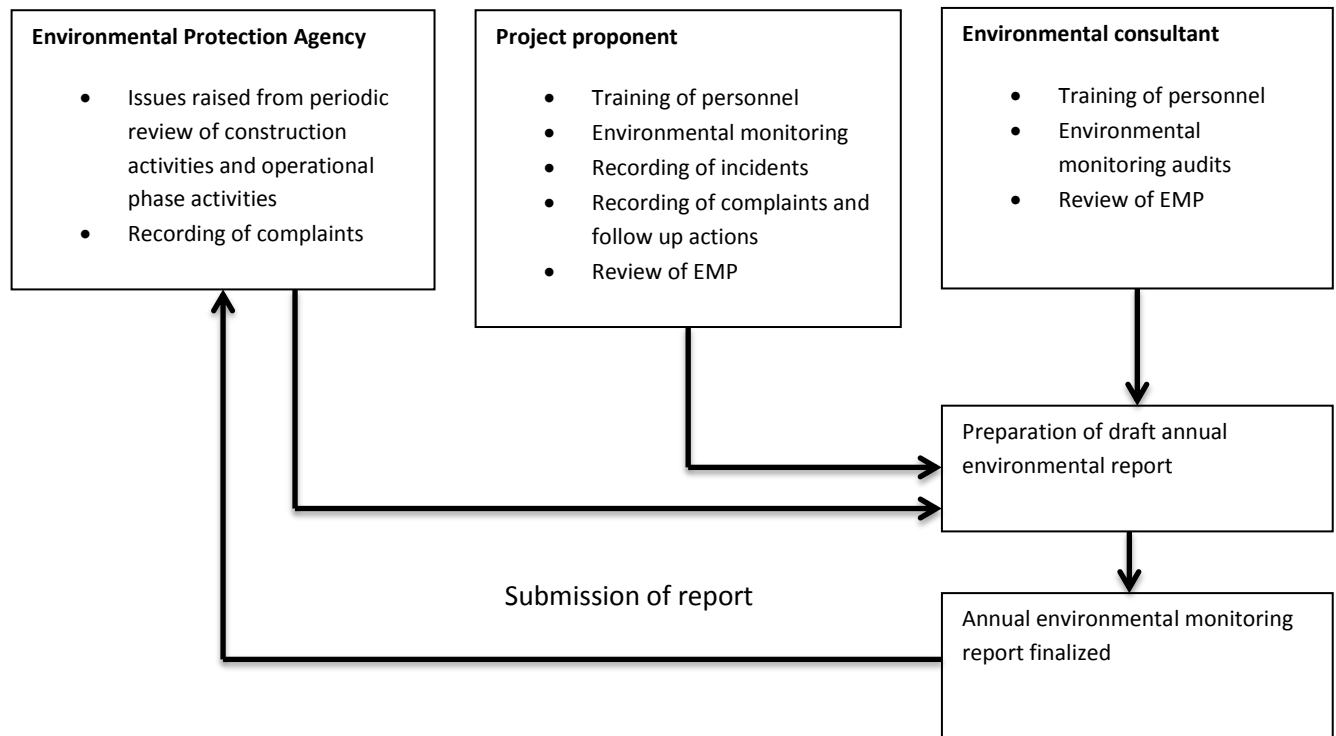 Environmental Protection Agency
• Issues raised from periodic
review of construction
activities and operational
phase activities
• Recording of complaints
Project proponent
• Training of personnel
• Environmental monitoring
• Recording of incidents
• Recording of complaints and
follow up actions
• Review of EMP
Environmental consultant
• Training of personnel
• Environmental
monitoring audits
• Review of EMP
Preparation of draft annual
environmental report
Submission of report
Annual environmental monitoring
report finalized